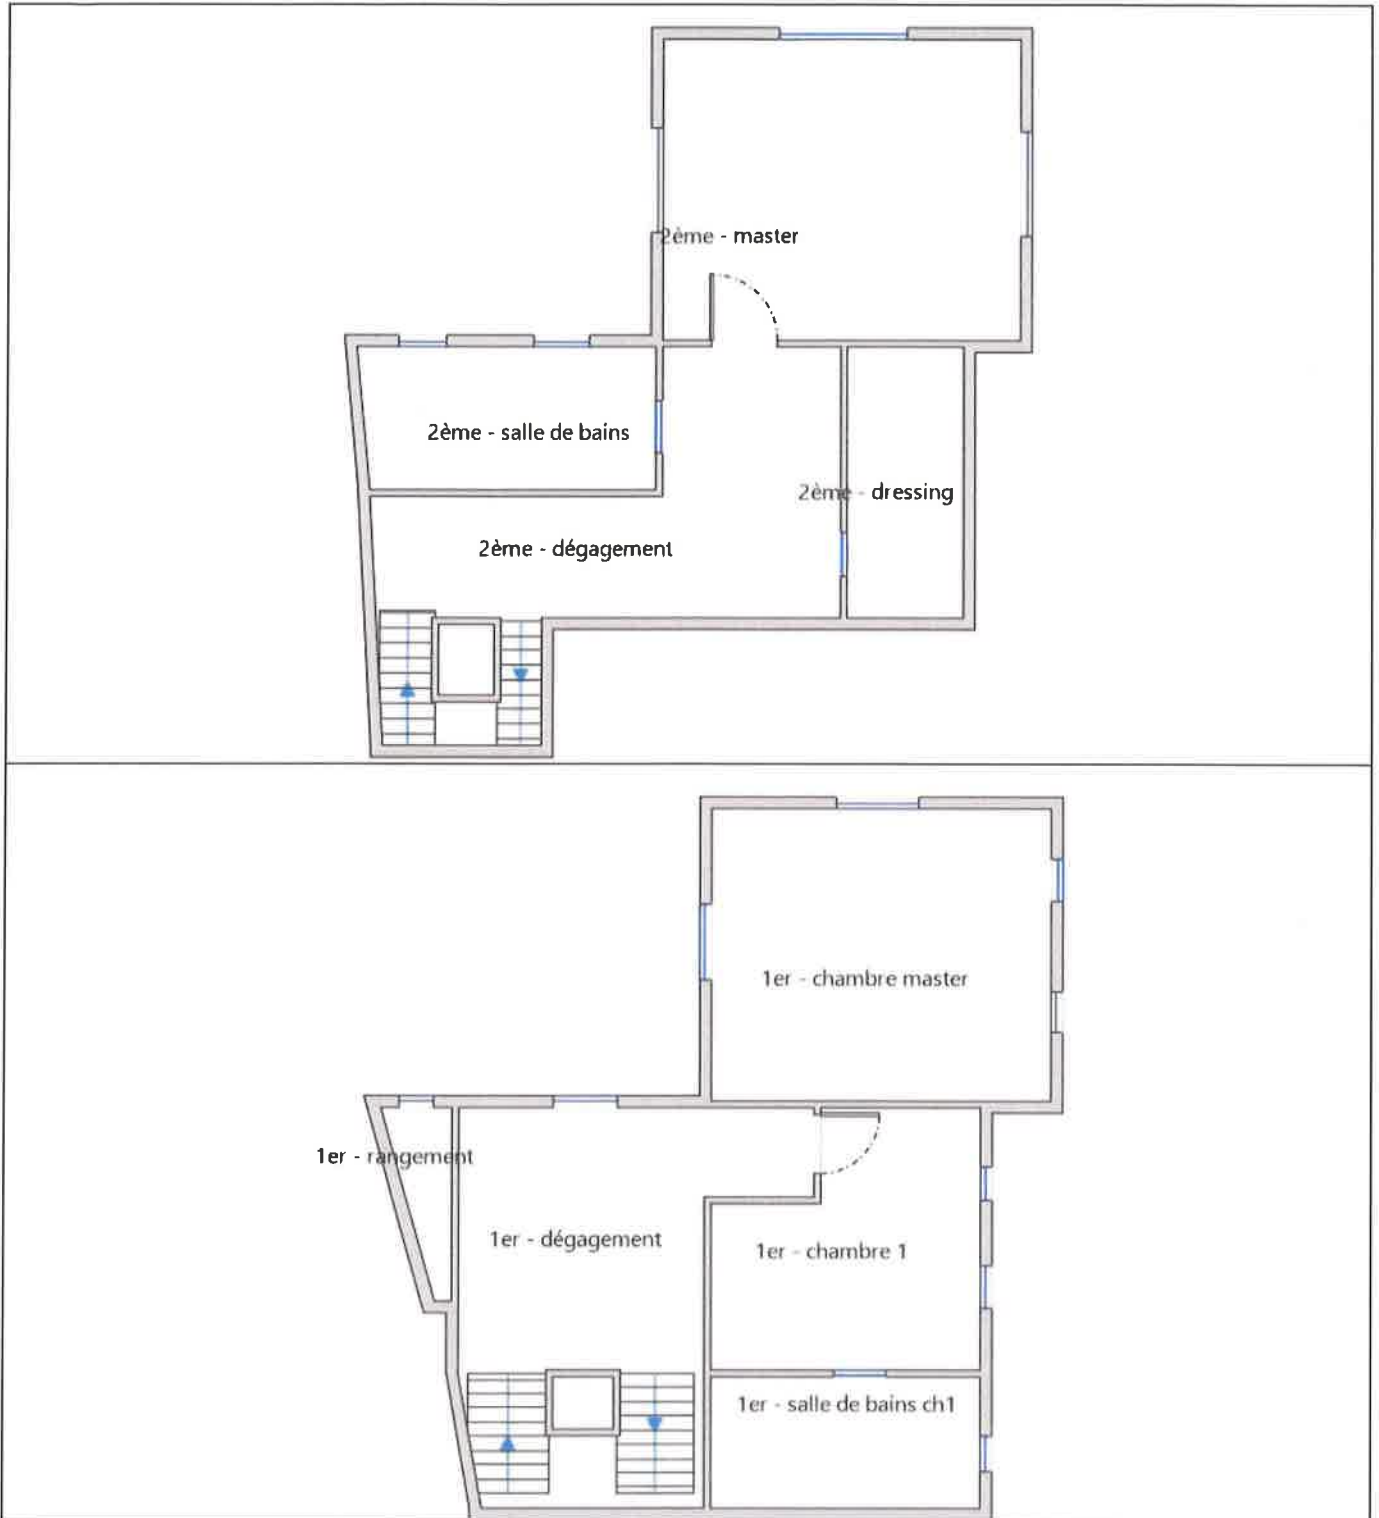 2ème - master
2ème - salle de bains
2ème - dressing
2ème - dégagement
1er - chambre master
1er - rangement
1er - dégagement
1er - chambre 1
1er - salle de bains ch1